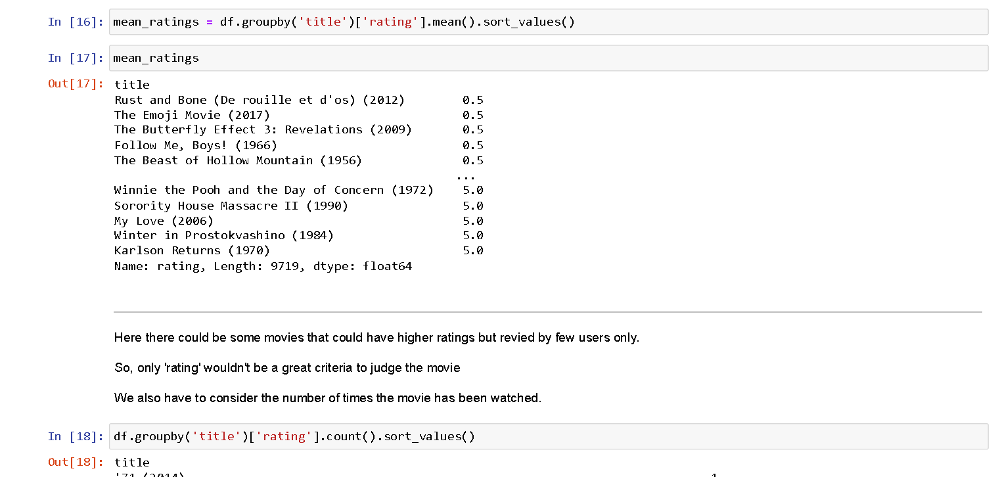 In [16]: mean_ratings = df.groupby('title')['rating'].mean().sort_values()
In [17]: mean_ratings
Out[17]: title
Rust and Bone (De rouille et d'os) (2012) 0.5
The Emoji Movie (2017) 0.5
The Butterfly Effect 3: Revelations (2009) 0.5
Follow Me, Boys! (1966) 0.5
The Beast of Hollow Mountain (1956) 0.5
...
Winnie the Pooh and the Day of Concern (1972) 5.0
Sorority House Massacre II (1990) 5.0
My Love (2006) 5.0
Winter in Prostokvashino (1984) 5.0
Karlson Returns (1970) 5.0
Name: rating, Length: 9719, dtype: float64
Here there could be some movies that could have higher ratings but revied by few users only.
So, only 'rating' wouldn't be a great criteria to judge the movie
We also have to consider the number of times the movie has been watched.
In [18]: df.groupby('title')['rating'].count().sort_values()
Out[18]: title
'71 (2014) 1